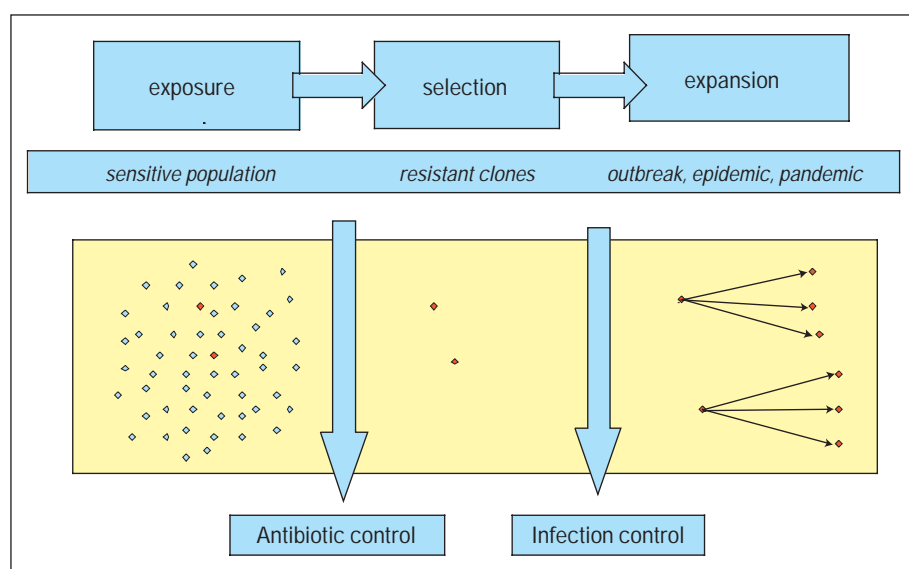 exposure
selection
expansion
sensitive population resistant clones outbreak, epidemic, pandemic
Antibiotic control
Infection control